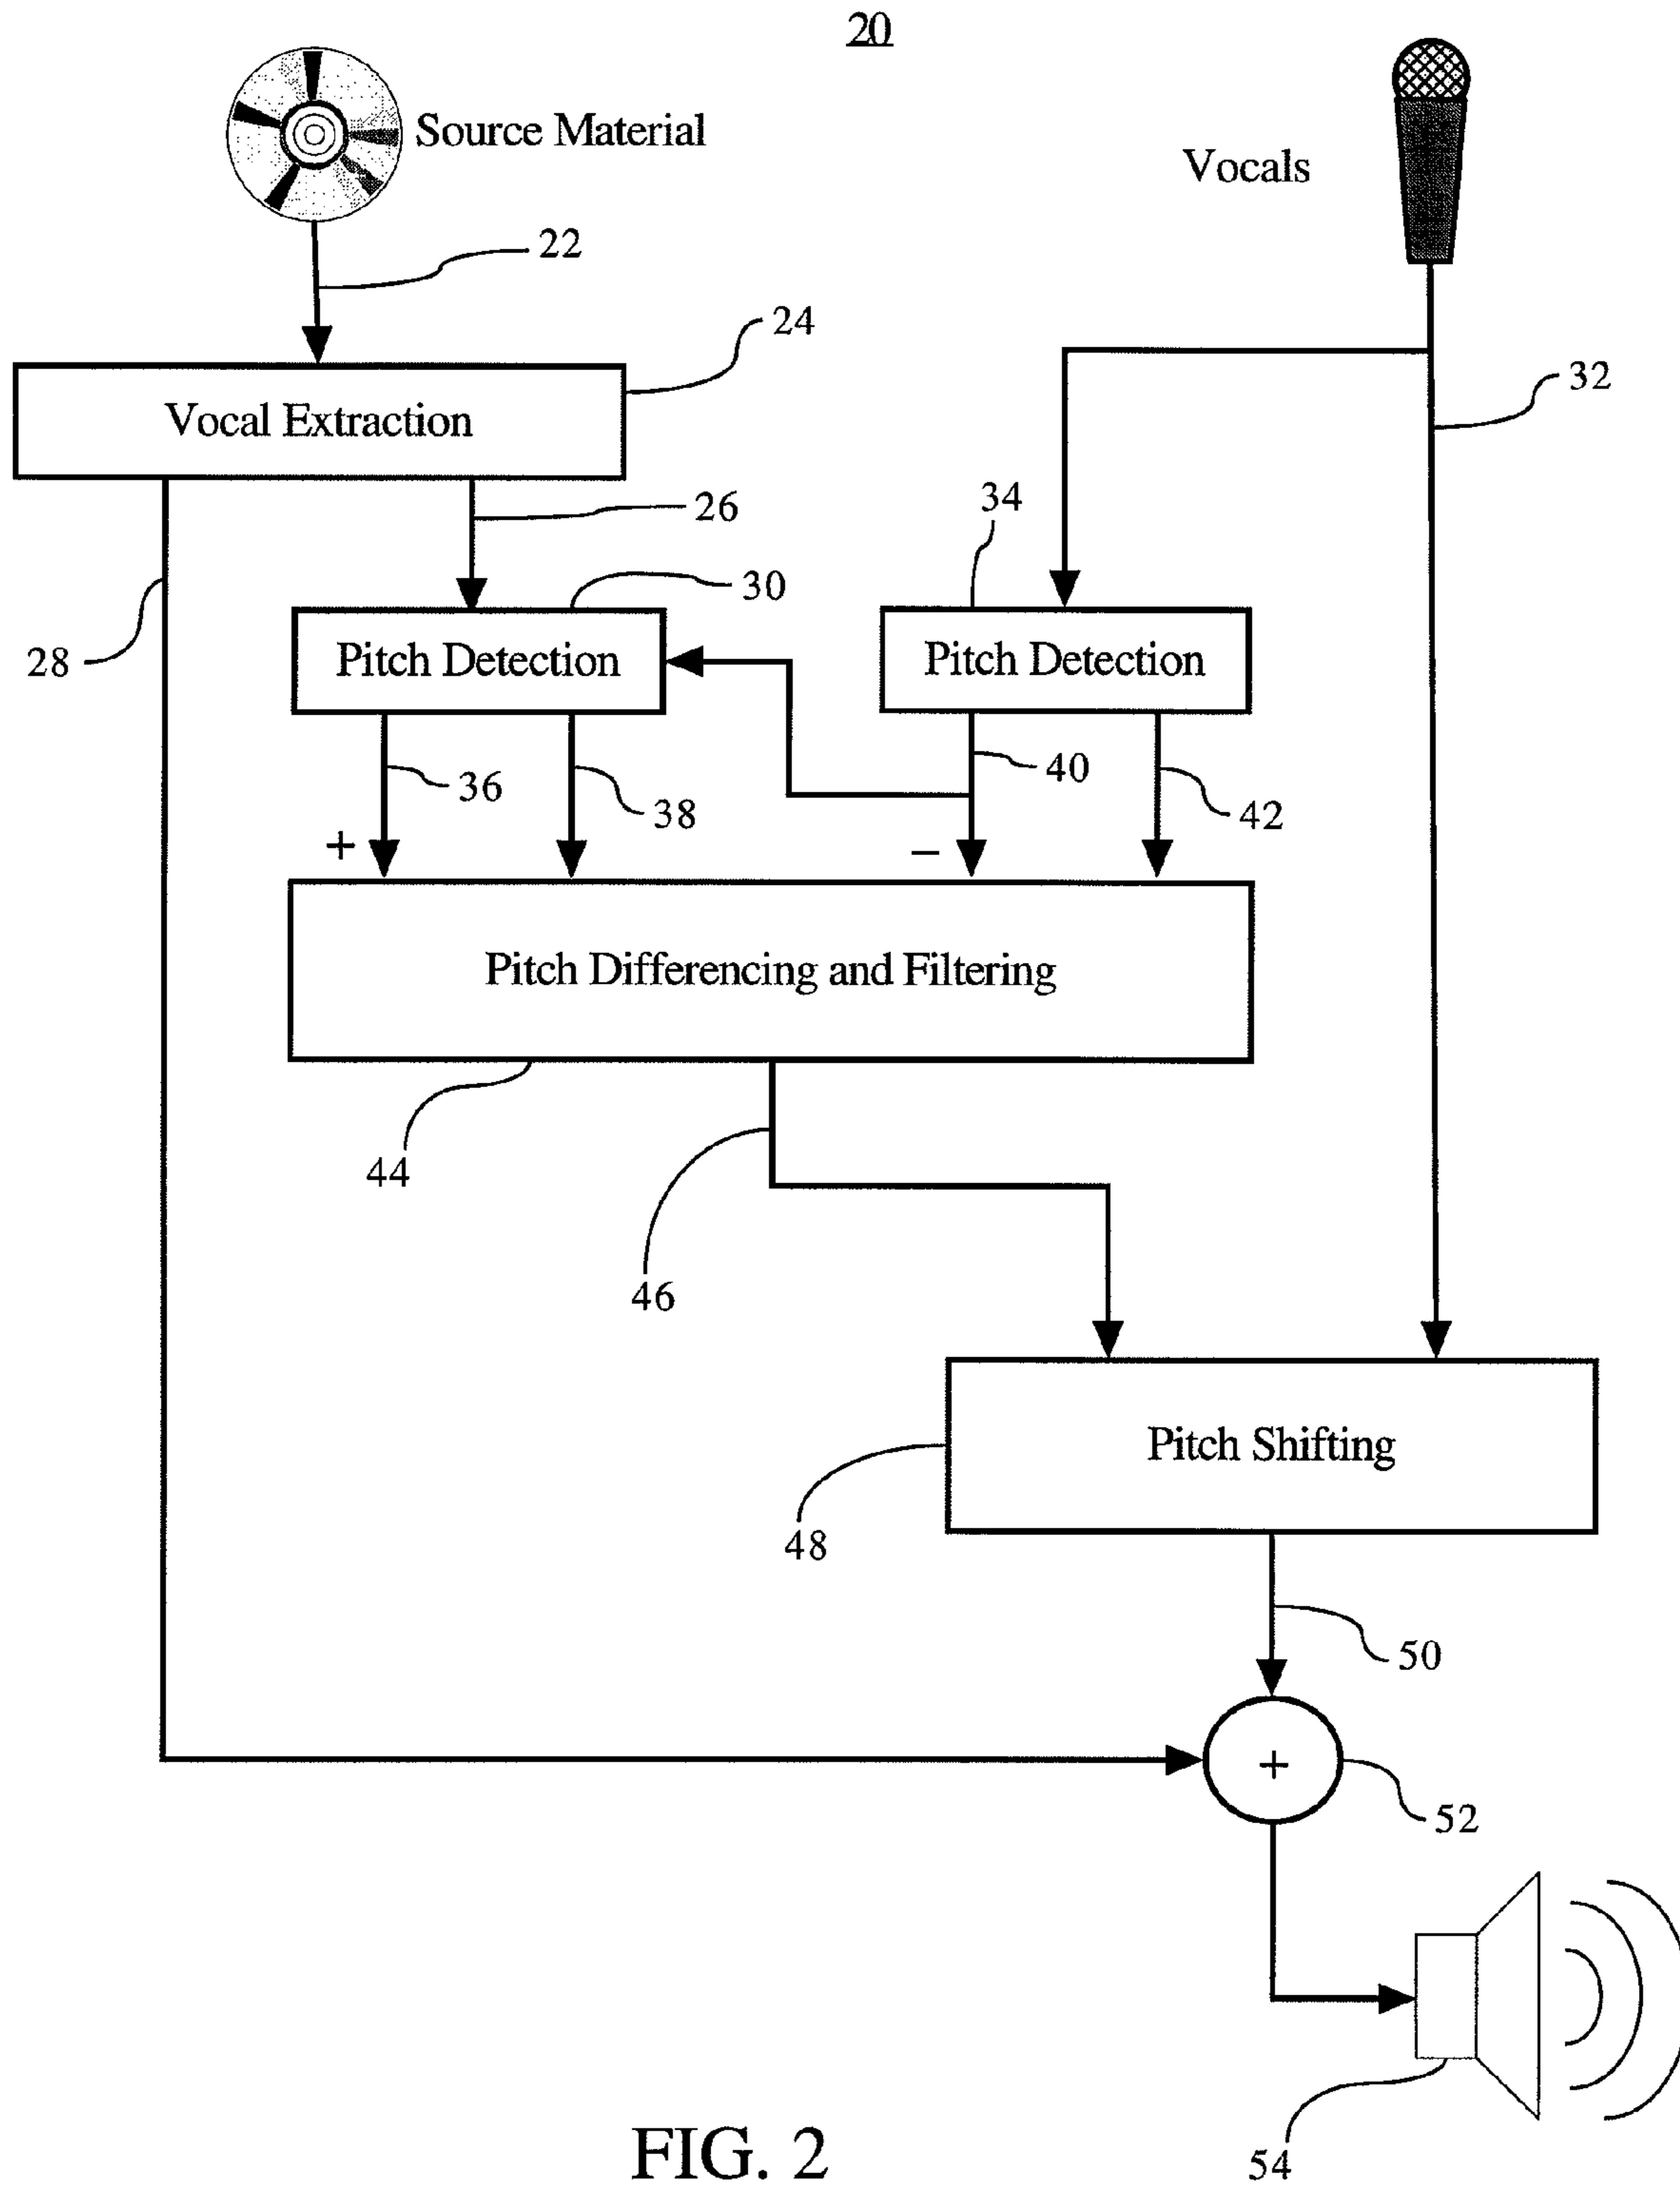 20
Source Material
Vocals
22
24
Vocal Extraction
32
26
34
30
28
Pitch Detection
Pitch Detection
36
38
40
42
+
−
Pitch Differencing and Filtering
44
46
Pitch Shifting
48
50
+
52
54
FIG. 2